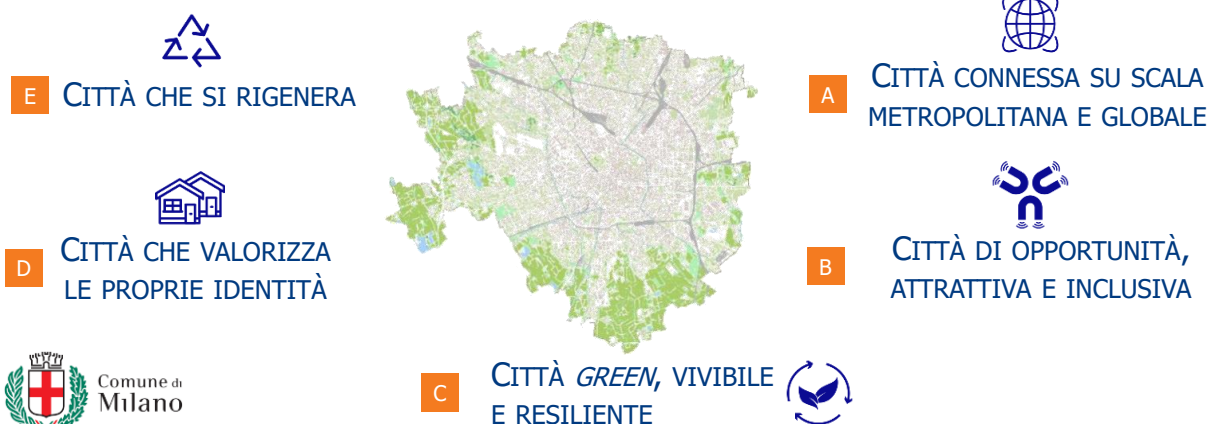 A
CITTÀ CONNESSA SU SCALA
METROPOLITANA E GLOBALE
B
CITTÀ DI OPPORTUNITÀ,
ATTRATTIVA E INCLUSIVA
C
CITTÀ GREEN, VIVIBILE
E RESILIENTE
D
CITTÀ CHE VALORIZZA
LE PROPRIE IDENTITÀ
E
CITTÀ CHE SI RIGENERA
Comune di
Milano